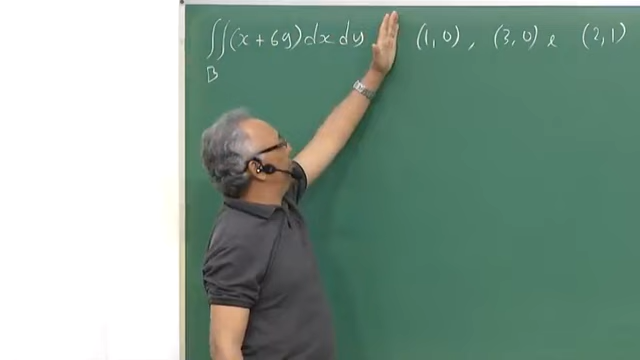 ∬(x + 6y) dx dy (1,0), (3,0) e (2,1)
B